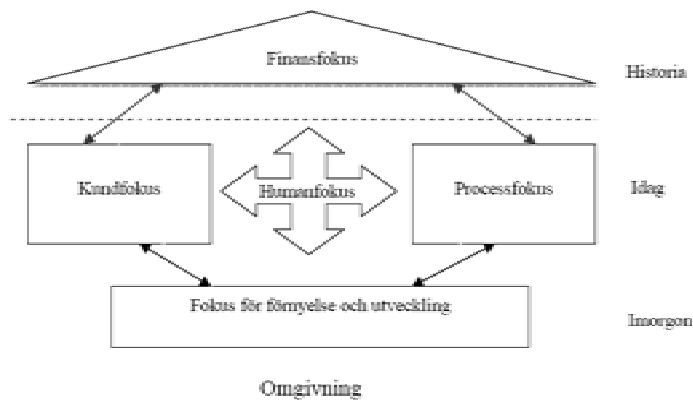 Finansfokus
Historia
Kundfokus
Humanfokus
Processfokus
Idag
Fokus för förnyelse och utveckling
Imorgon
Omgivning